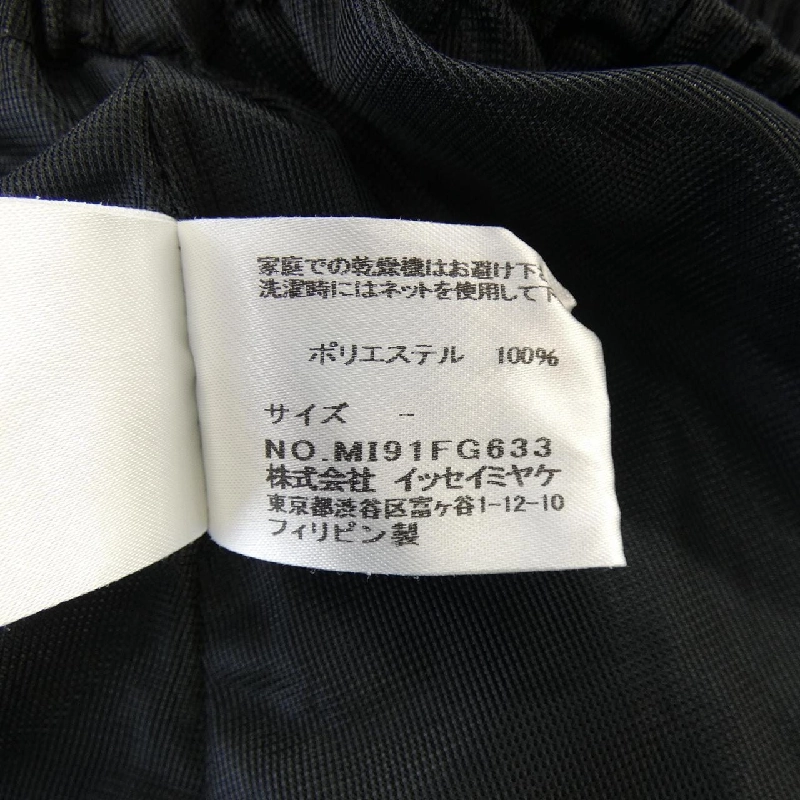 家庭での乾燥機はお避け下さ
洗濯時にはネットを使用して下
ポリエステル 100%
サイズ -
NO.MI91FG633
株式会社 イッセイミヤケ
東京都渋谷区富ヶ谷1-12-10
フィリピン製